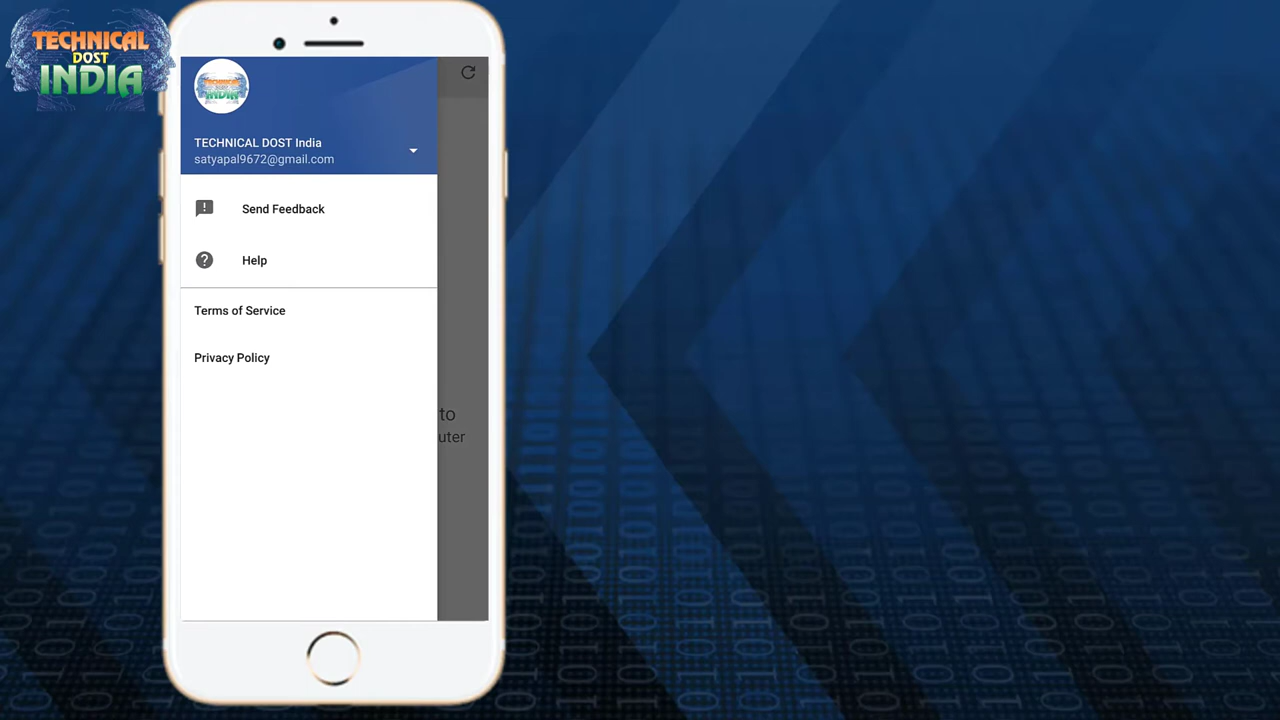 TECHNICAL
DOST
INDIA
TECHNICAL DOST India
satyapal9672@gmail.com
Send Feedback
Help
Terms of Service
Privacy Policy
to
uter